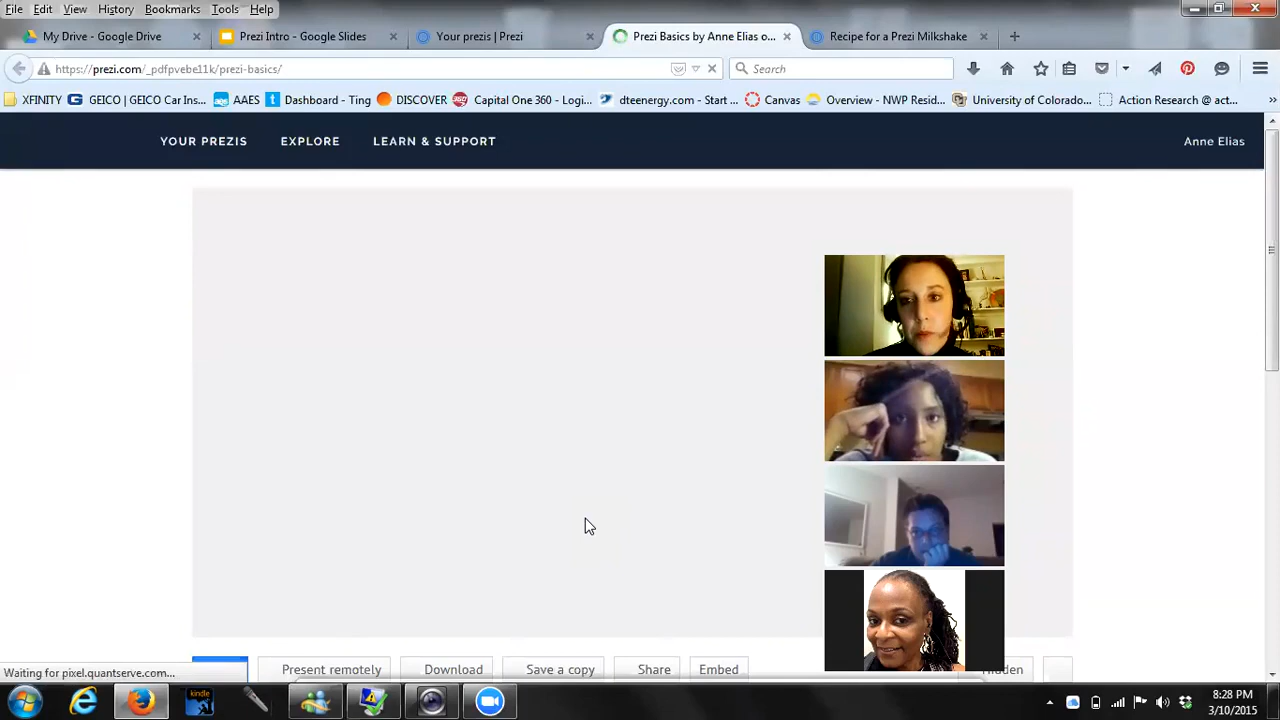 File Edit View History Bookmarks Tools Help
My Drive - Google Drive × Prezi Intro - Google Slides × Your prezis | Prezi × Prezi Basics by Anne Elias o... × Recipe for a Prezi Milkshake × +
https://prezi.com/_pdfpvebe11k/prezi-basics/ Search
XFINITY GEICO | GEICO Car Ins... AAES Dashboard - Ting DISCOVER Capital One 360 - Logi... dteenergy.com - Start ... Canvas Overview - NWP Resid... University of Colorado... Action Research @ act... »
YOUR PREZIS EXPLORE LEARN & SUPPORT Anne Elias
Present remotely Download Save a copy Share Embed Hidden
Waiting for pixel.quantserve.com...
kindle 8:28 PM
3/10/2015